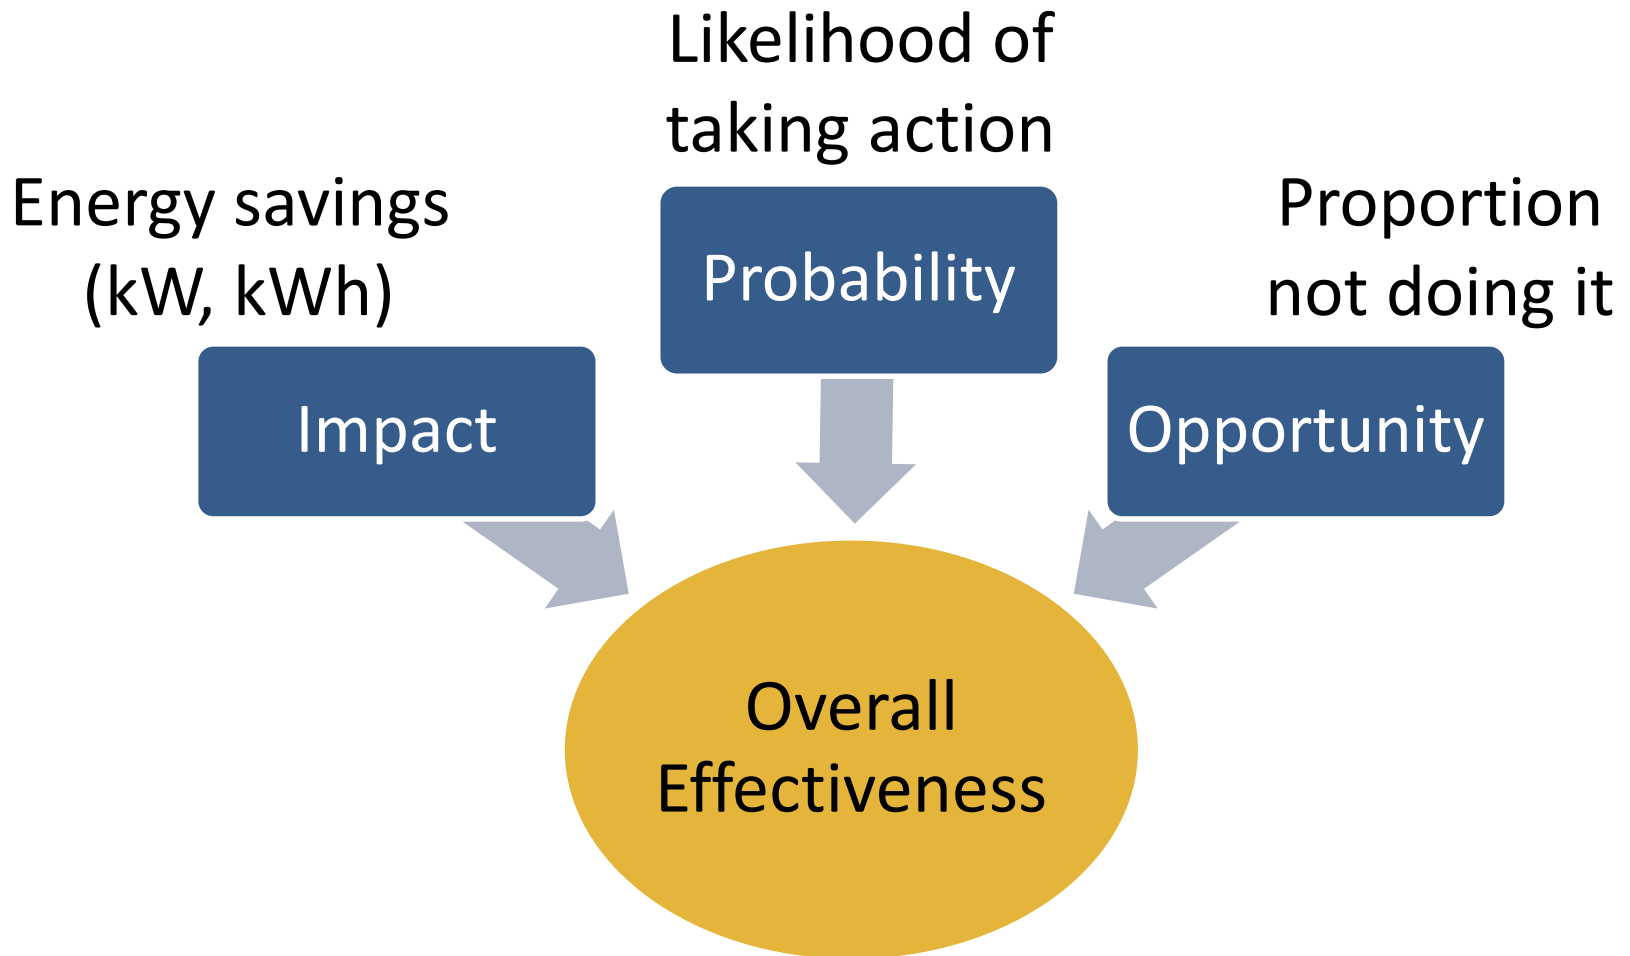 Likelihood of
taking action
Energy savings
(kW, kWh)
Probability
Proportion
not doing it
Impact
Opportunity
Overall
Effectiveness